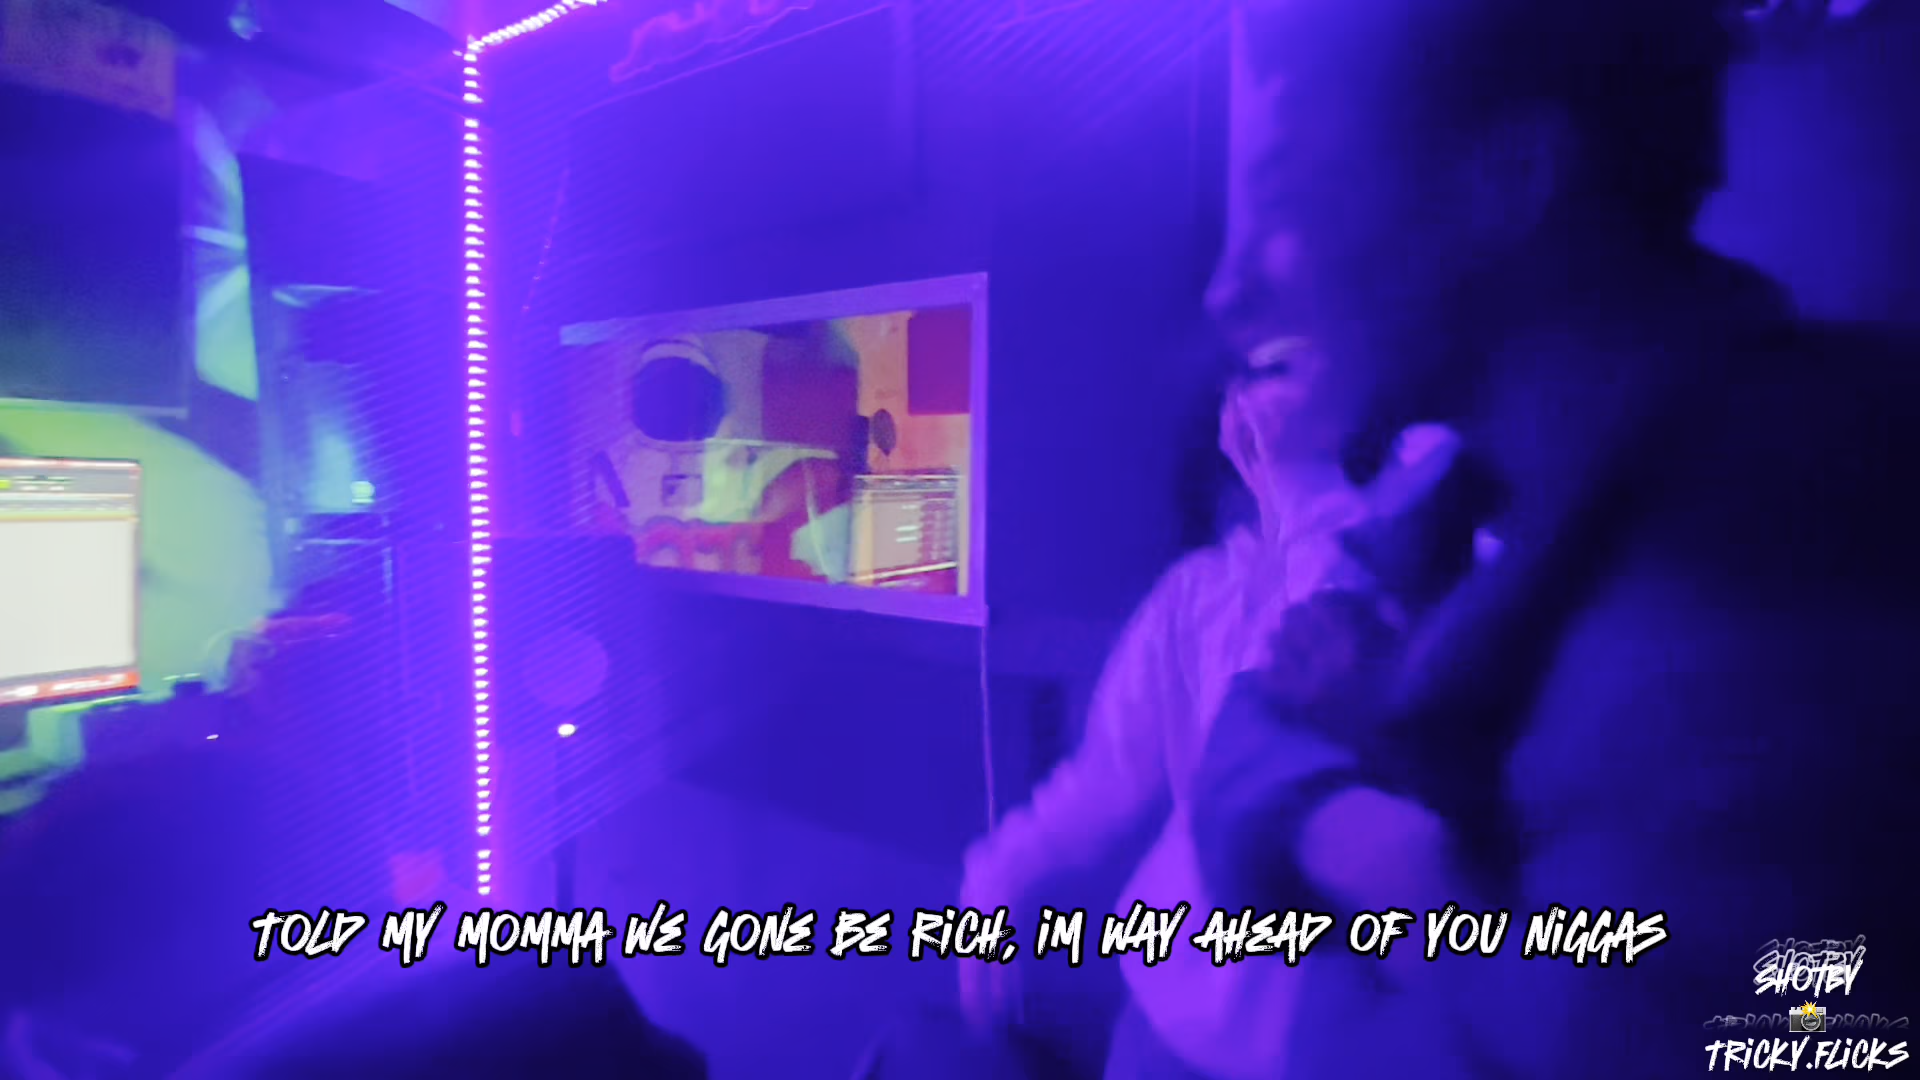 TOLD MY MOMMA WE GONE BE RiCH, iM WAY AHEAD OF YOU NiGGAS
SHOTBY
TRiCKY.FLiCKS